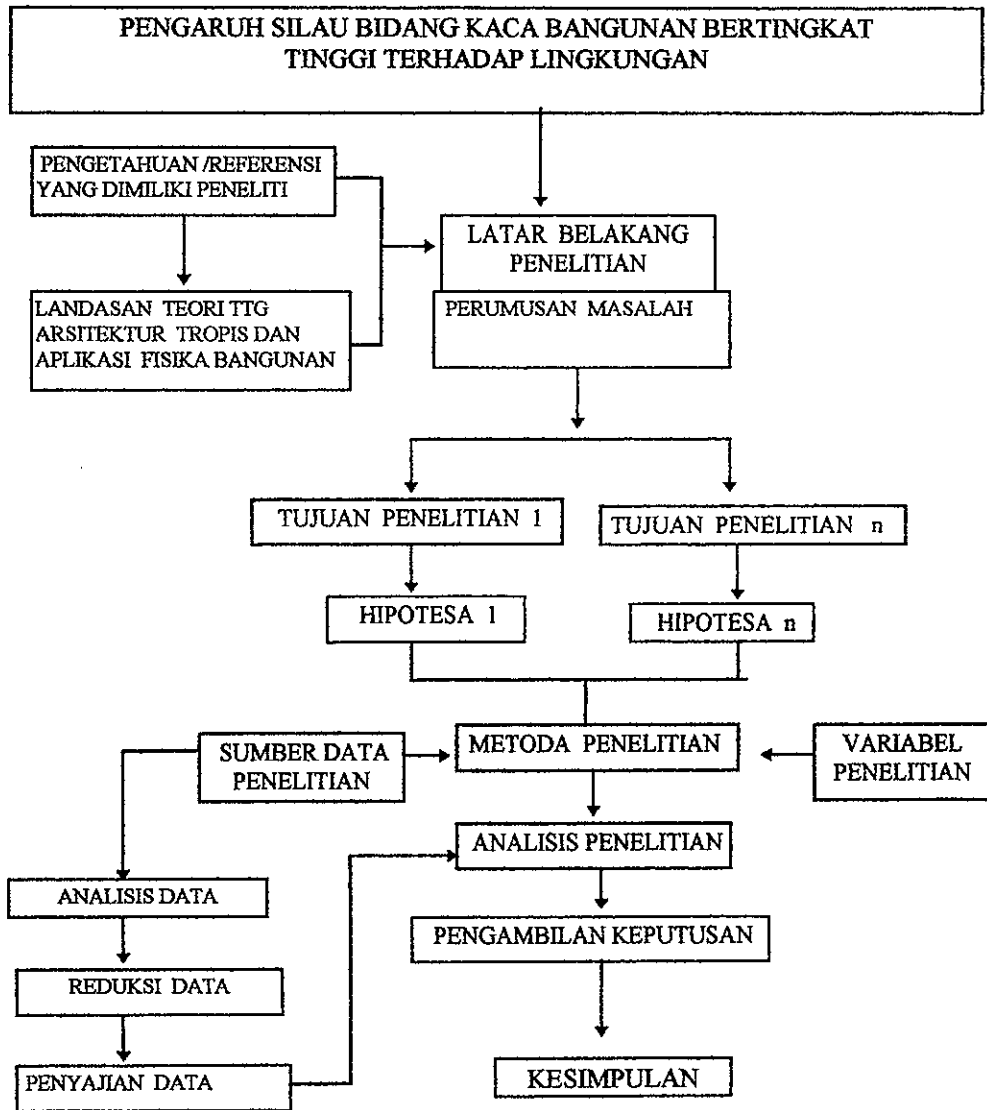 PENGARUH SILAU BIDANG KACA BANGUNAN BERTINGKAT
TINGGI TERHADAP LINGKUNGAN
PENGETAHUAN /REFERENSI
YANG DIMILIKI PENELITI
LATAR BELAKANG
PENELITIAN
LANDASAN TEORI TTG
ARSITEKTUR TROPIS DAN
APLIKASI FISIKA BANGUNAN
PERUMUSAN MASALAH
TUJUAN PENELITIAN 1
TUJUAN PENELITIAN n
HIPOTESA 1
HIPOTESA n
SUMBER DATA
PENELITIAN
METODA PENELITIAN
VARIABEL
PENELITIAN
ANALISIS PENELITIAN
ANALISIS DATA
PENGAMBILAN KEPUTUSAN
REDUKSI DATA
PENYAJIAN DATA
KESIMPULAN